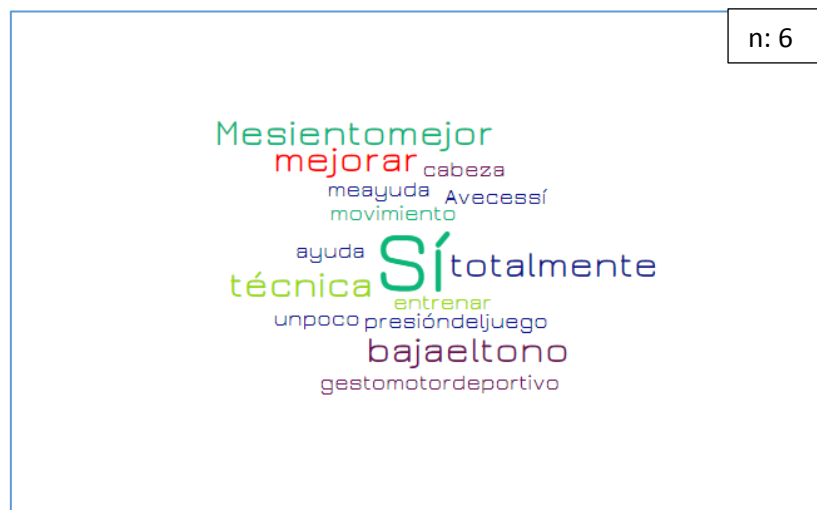 n: 6
Mesientomejor
mejorar cabeza
meayuda Avecessí
movimiento
ayuda Sí totalmente
técnica
entrenar
unpoco presióndeljuego
bajaeltono
gestomotordeportivo